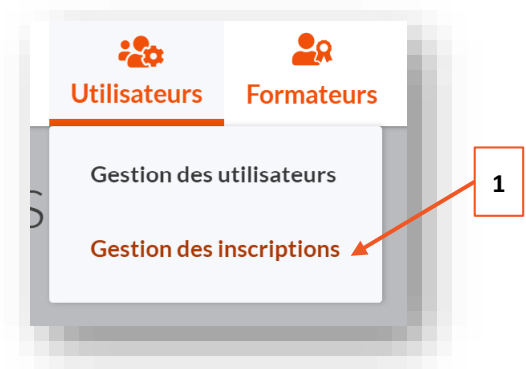 Utilisateurs Formateurs
Gestion des utilisateurs
S
Gestion des inscriptions
1